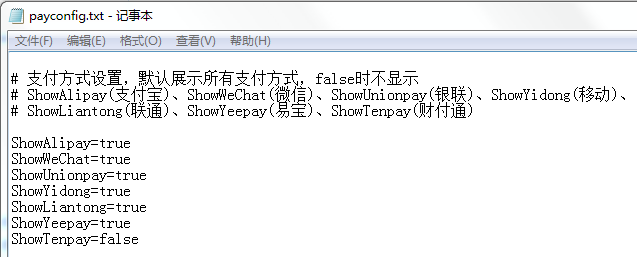 payconfig.txt - 记事本
文件(F) 编辑(E) 格式(O) 查看(V) 帮助(H)
# 支付方式设置，默认展示所有支付方式，false时不显示
# ShowAlipay(支付宝)、ShowWeChat(微信)、ShowUnionpay(银联)、ShowYidong(移动)、
# ShowLiantong(联通)、ShowYeepay(易宝)、ShowTenpay(财付通)
ShowAlipay=true
ShowWeChat=true
ShowUnionpay=true
ShowYidong=true
ShowLiantong=true
ShowYeepay=true
ShowTenpay=false